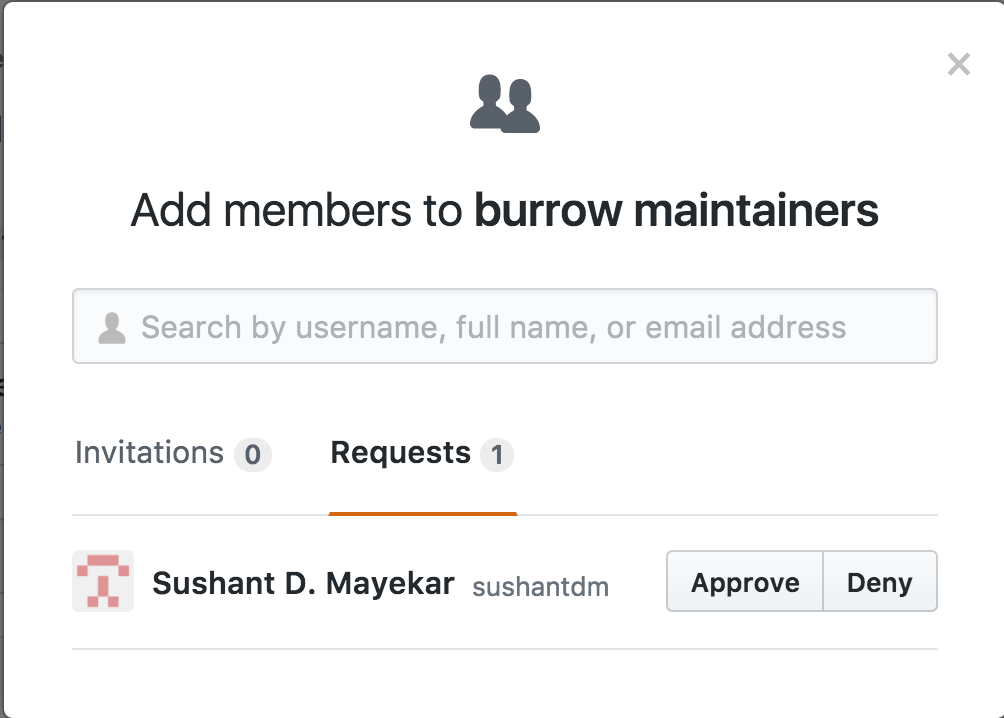 Add members to burrow maintainers
Search by username, full name, or email address
Invitations 0 Requests 1
Sushant D. Mayekar sushantdm Approve Deny